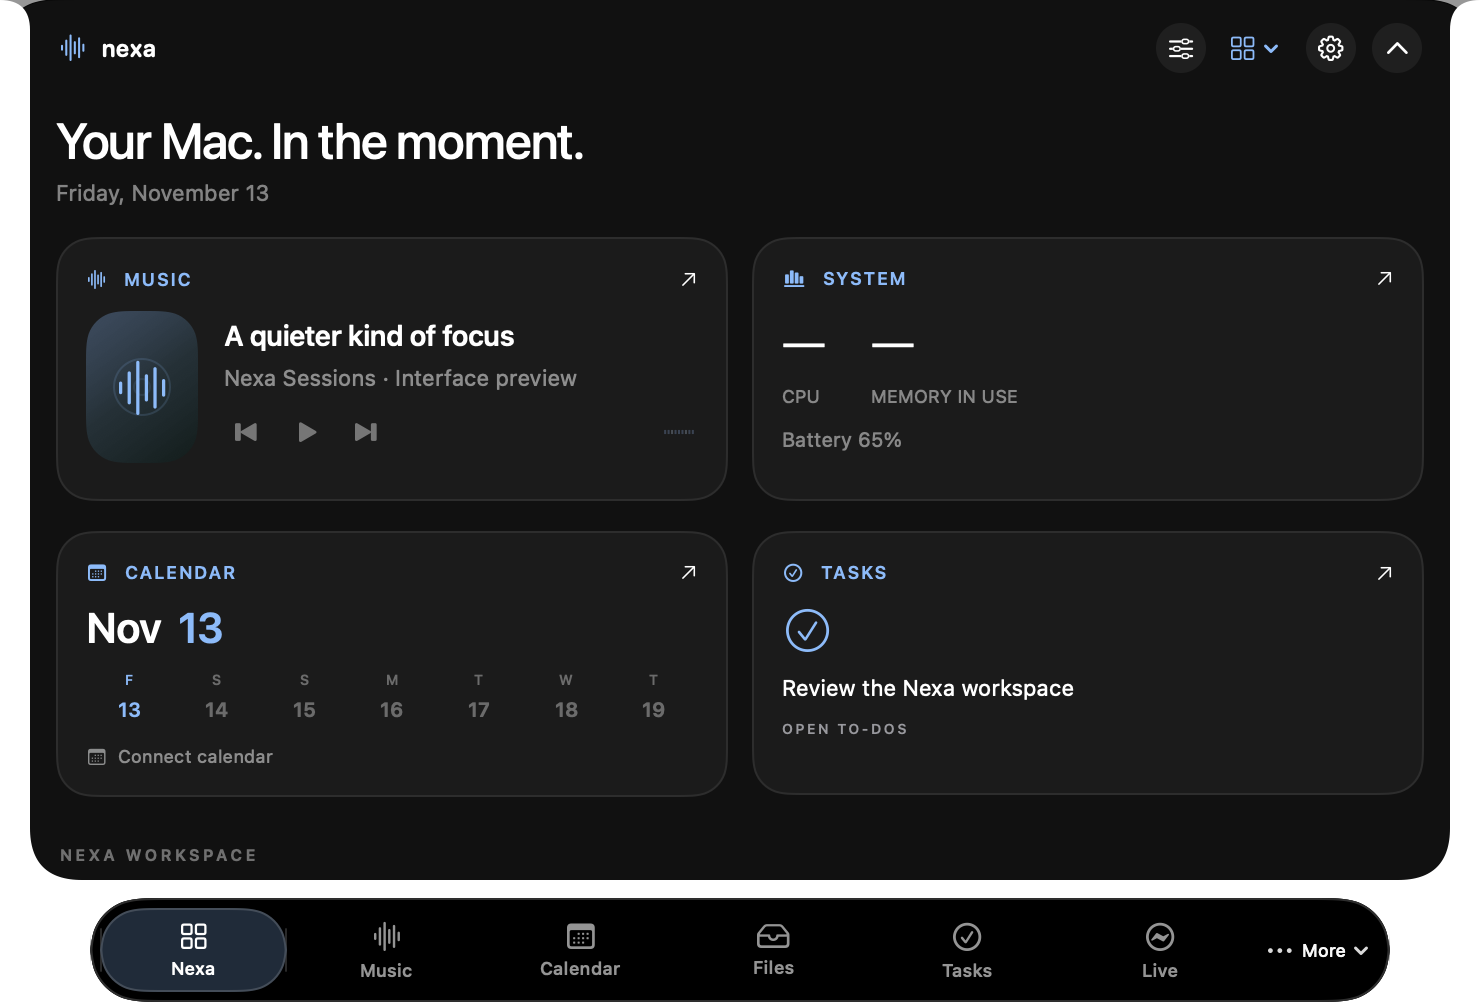 nexa
Your Mac. In the moment.
Friday, November 13
MUSIC
A quieter kind of focus
Nexa Sessions · Interface preview
SYSTEM
— —
CPU MEMORY IN USE
Battery 65%
CALENDAR
Nov 13
F S S M T W T
13 14 15 16 17 18 19
Connect calendar
TASKS
Review the Nexa workspace
OPEN TO-DOS
NEXA WORKSPACE
Nexa Music Calendar Files Tasks Live ··· More